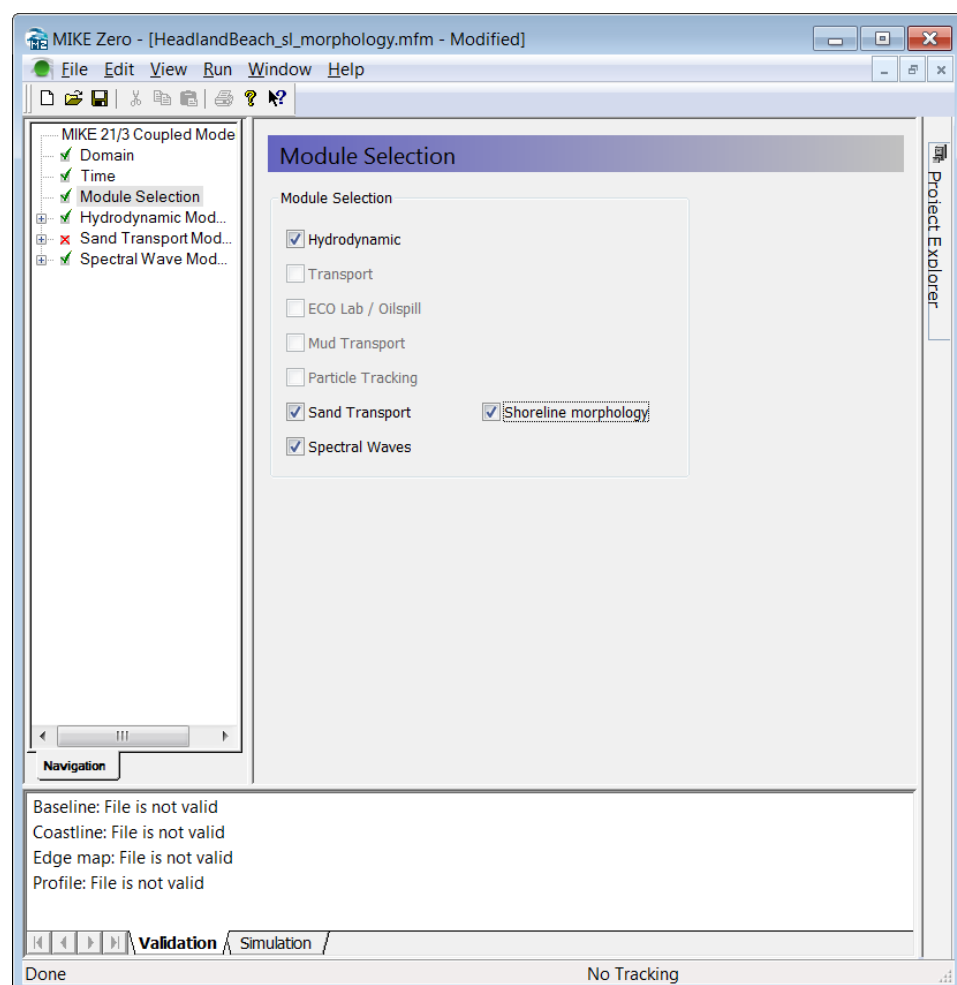 MIKE Zero - [HeadlandBeach_sl_morphology.mfm - Modified]
File Edit View Run Window Help
MIKE 21/3 Coupled Mode
Domain
Time
Module Selection
Hydrodynamic Mod...
Sand Transport Mod...
Spectral Wave Mod...
Navigation
Module Selection
Module Selection
Hydrodynamic
Transport
ECO Lab / Oilspill
Mud Transport
Particle Tracking
Sand Transport Shoreline morphology
Spectral Waves
Project Explorer
Baseline: File is not valid
Coastline: File is not valid
Edge map: File is not valid
Profile: File is not valid
Validation Simulation
Done No Tracking